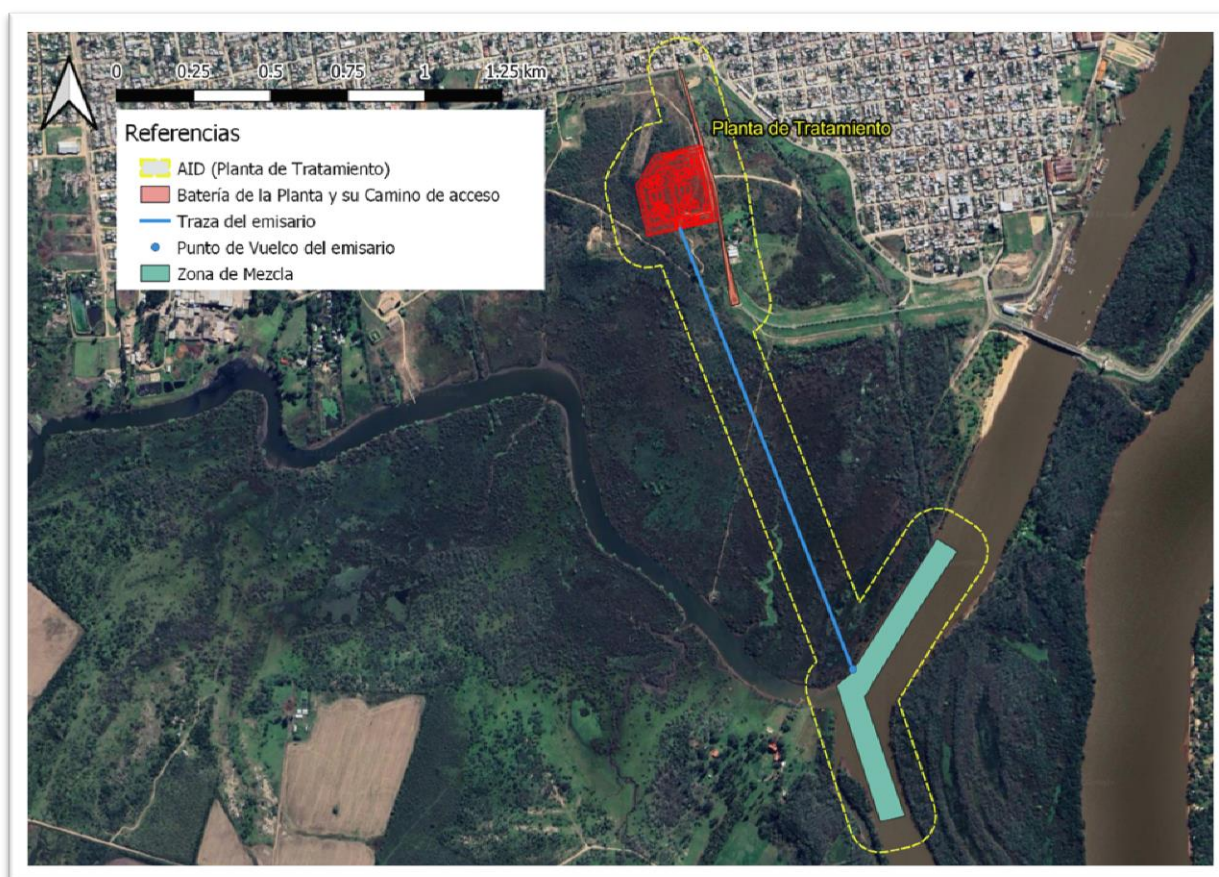 0 0.25 0.5 0.75 1 1.25 km
Referencias
AID (Planta de Tratamiento)
Batería de la Planta y su Camino de acceso
Traza del emisario
Punto de Vuelco del emisario
Zona de Mezcla
Planta de Tratamiento